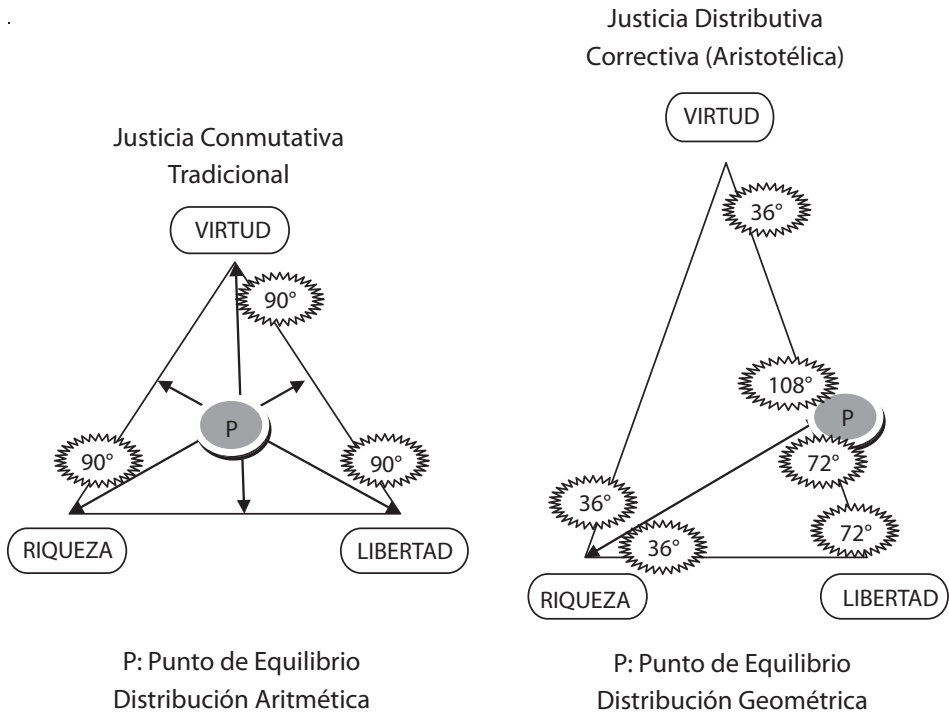 .
Justicia Conmutativa
Tradicional
VIRTUD
90°
P
90°
90°
RIQUEZA
LIBERTAD
P: Punto de Equilibrio
Distribución Aritmética
Justicia Distributiva
Correctiva (Aristotélica)
VIRTUD
36°
108°
P
72°
36°
72°
36°
RIQUEZA
LIBERTAD
P: Punto de Equilibrio
Distribución Geométrica